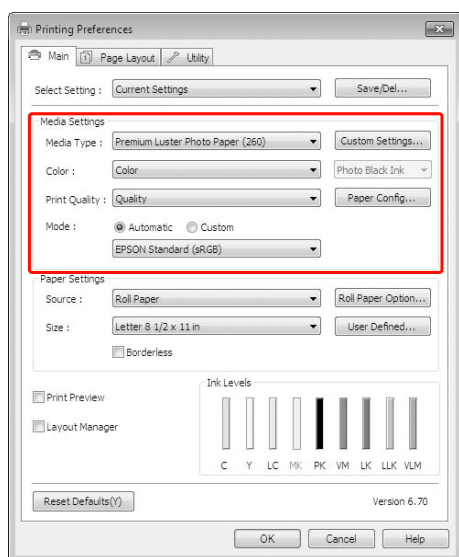 Printing Preferences
Main Page Layout Utility
Select Setting : Current Settings Save/Del...
Media Settings
Media Type : Premium Luster Photo Paper (260) Custom Settings...
Color : Color Photo Black Ink
Print Quality : Quality Paper Config...
Mode : Automatic Custom
EPSON Standard (sRGB)
Paper Settings
Source : Roll Paper Roll Paper Option...
Size : Letter 8 1/2 x 11 in User Defined...
Borderless
Ink Levels
Print Preview
Layout Manager
C Y LC MK PK VM LK LLK VLM
Reset Defaults(Y) Version 6.70
OK Cancel Help